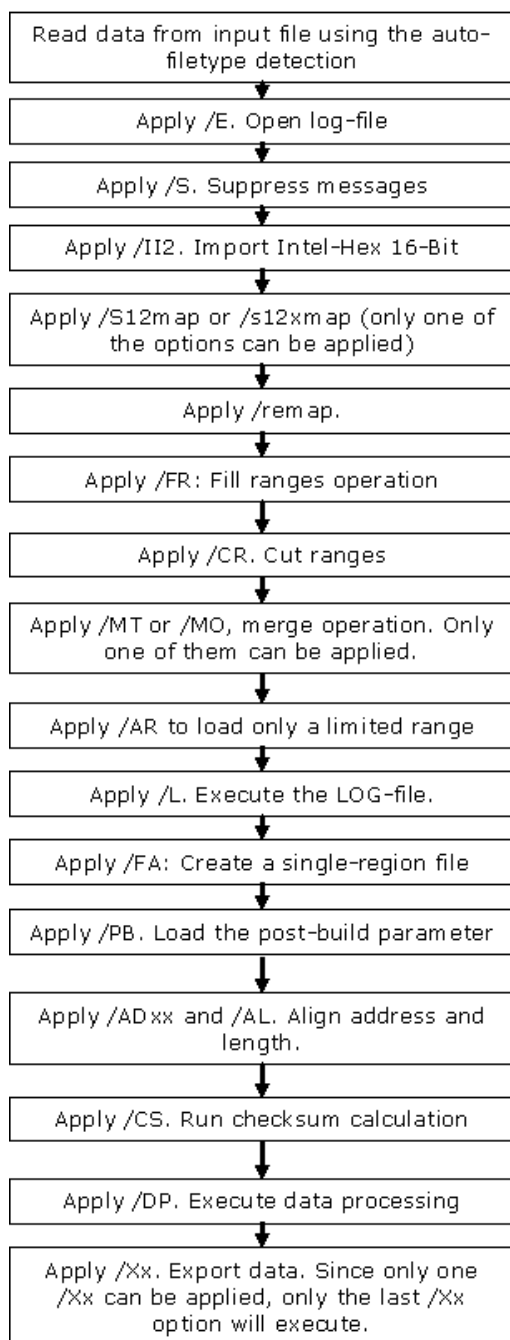 Read data from input file using the auto-
filetype detection
Apply /E. Open log-file
Apply /S. Suppress messages
Apply /II2. Import Intel-Hex 16-Bit
Apply /S12map or /s12xmap (only one of
the options can be applied)
Apply /remap.
Apply /FR: Fill ranges operation
Apply /CR. Cut ranges
Apply /MT or /MO, merge operation. Only
one of them can be applied.
Apply /AR to load only a limited range
Apply /L. Execute the LOG-file.
Apply /FA: Create a single-region file
Apply /PB. Load the post-build parameter
Apply /ADxx and /AL. Align address and
length.
Apply /CS. Run checksum calculation
Apply /DP. Execute data processing
Apply /Xx. Export data. Since only one
/Xx can be applied, only the last /Xx
option will execute.